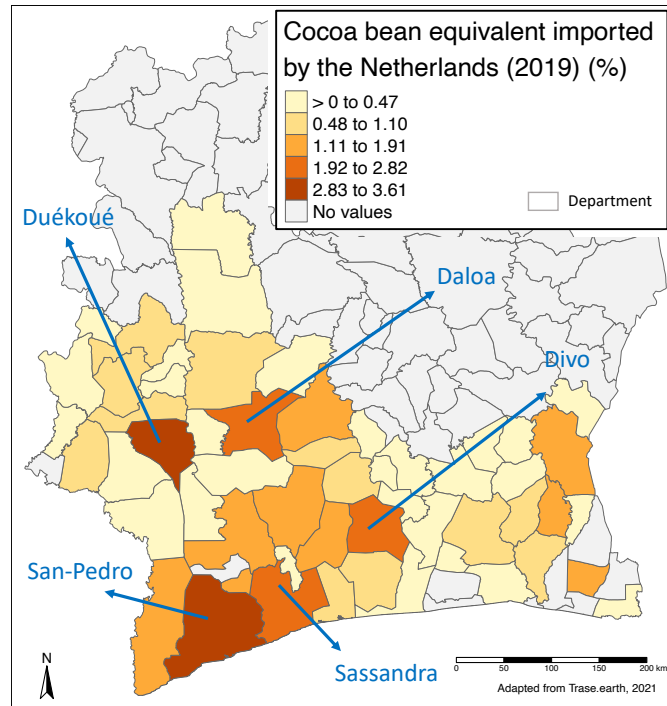 Cocoa bean equivalent imported
by the Netherlands (2019) (%)
> 0 to 0.47
0.48 to 1.10
1.11 to 1.91
1.92 to 2.82
2.83 to 3.61
No values
Department
Duékoué
Daloa
Divo
San-Pedro
Sassandra
N
0 50 100 150 200 km
Adapted from Trase.earth, 2021